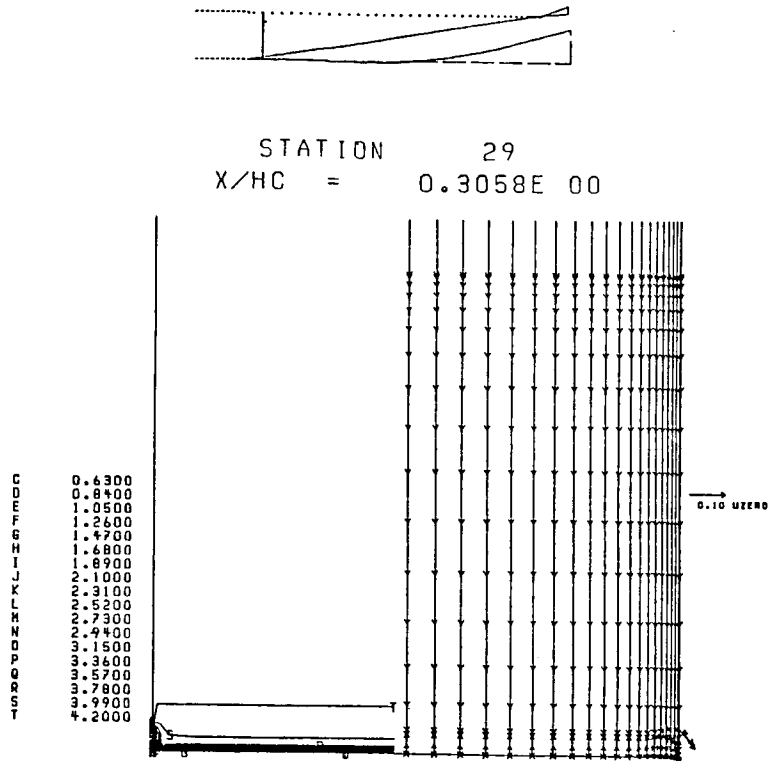 STATION 29
X/HC = 0.3058E 00
C 0.6300
D 0.8400
E 1.0500
F 1.2600
G 1.4700
H 1.6800
I 1.8900
J 2.1000
K 2.3100
L 2.5200
M 2.7300
N 2.9400
O 3.1500
P 3.3600
Q 3.5700
R 3.7800
S 3.9900
T 4.2000
0.10 UZERO
T
S